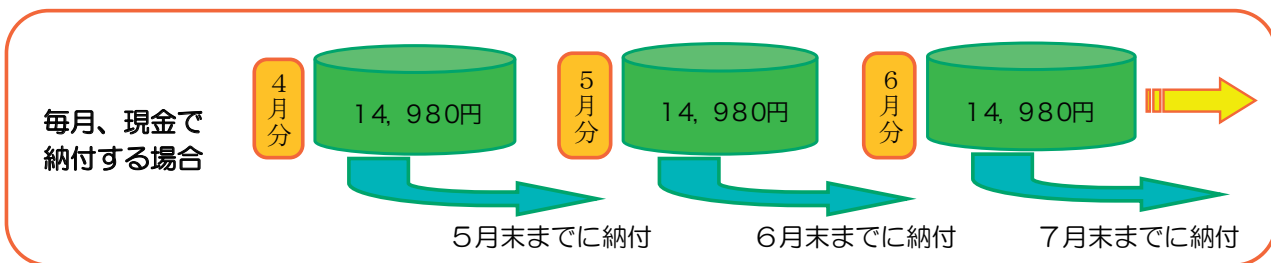 毎月、現金で
納付する場合
4月分
14, 980円
5月末までに納付
5月分
14, 980円
6月末までに納付
6月分
14, 980円
7月末までに納付